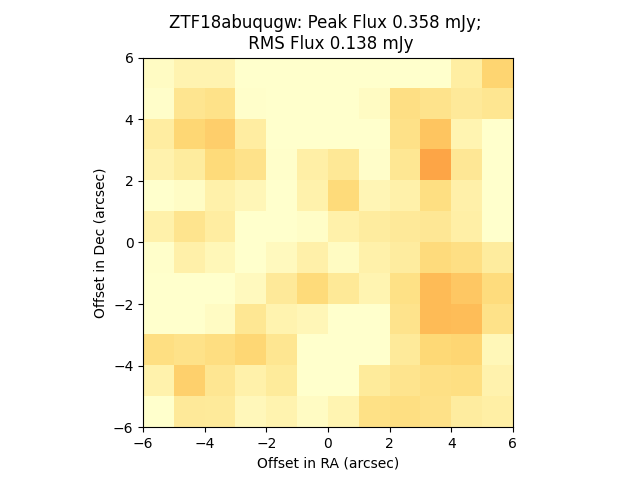 ZTF18abuqugw: Peak Flux 0.358 mJy;
RMS Flux 0.138 mJy
6
4
2
0
−2
−4
−6
Offset in Dec (arcsec)
−6 −4 −2 0 2 4 6
Offset in RA (arcsec)